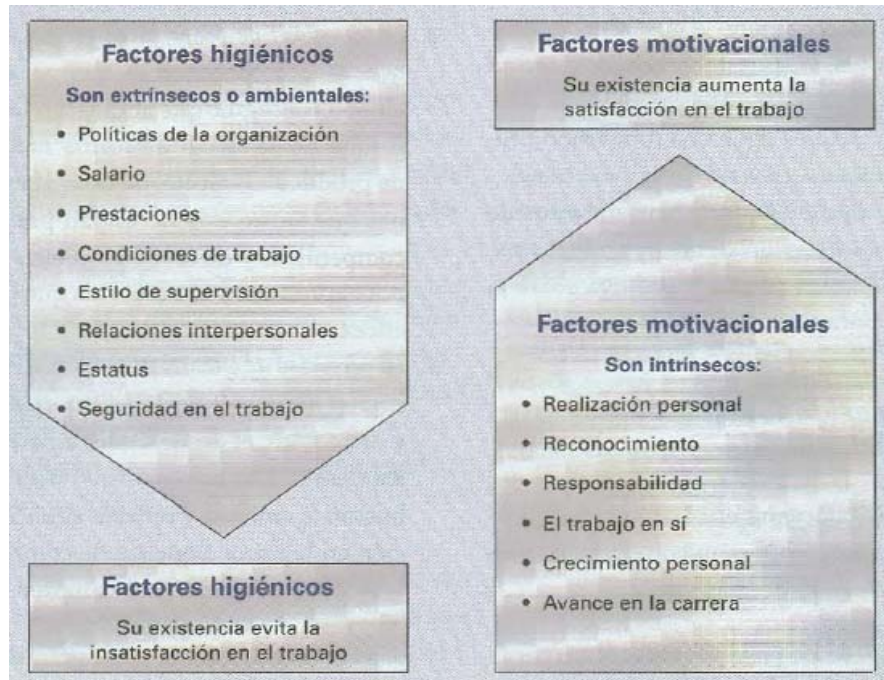 Factores higiénicos
Son extrínsecos o ambientales:
• Políticas de la organización
• Salario
• Prestaciones
• Condiciones de trabajo
• Estilo de supervisión
• Relaciones interpersonales
• Estatus
• Seguridad en el trabajo
Factores higiénicos
Su existencia evita la
insatisfacción en el trabajo
Factores motivacionales
Su existencia aumenta la
satisfacción en el trabajo
Factores motivacionales
Son intrínsecos:
• Realización personal
• Reconocimiento
• Responsabilidad
• El trabajo en sí
• Crecimiento personal
• Avance en la carrera